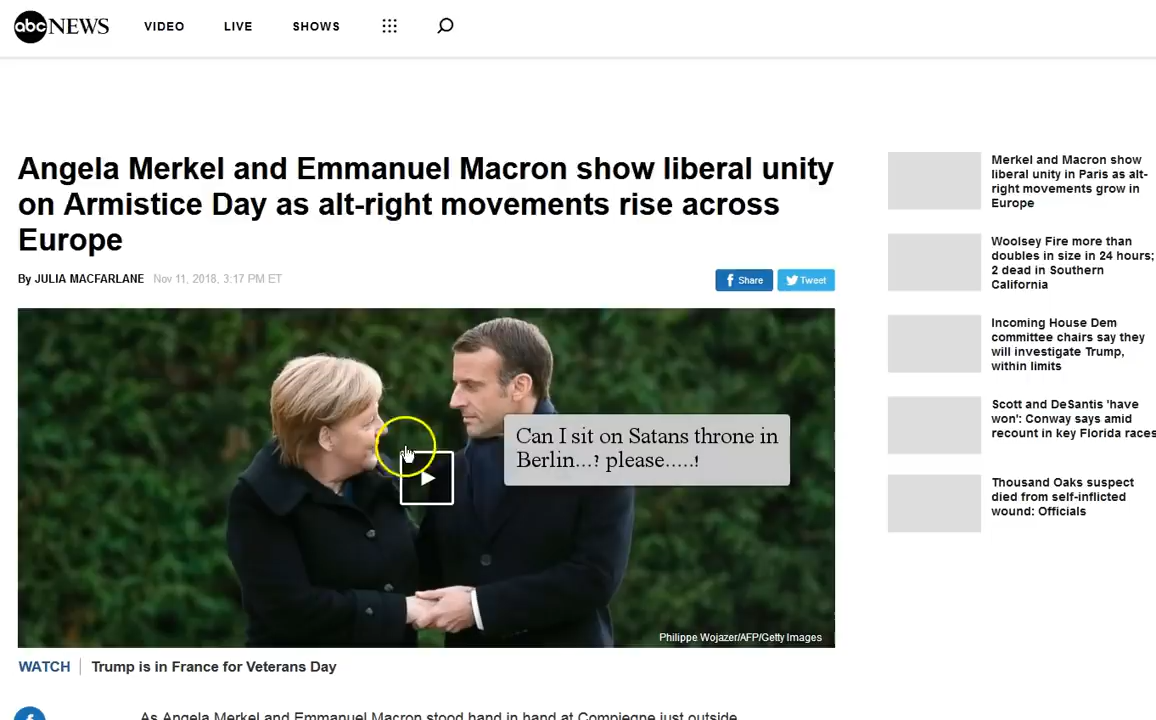 abc NEWS VIDEO LIVE SHOWS
Angela Merkel and Emmanuel Macron show liberal unity
on Armistice Day as alt-right movements rise across
Europe
By JULIA MACFARLANE Nov 11, 2018, 3:17 PM ET
Share
Tweet
Can I sit on Satans throne in
Berlin...? please.....!
Philippe Wojazer/AFP/Getty Images
WATCH Trump is in France for Veterans Day
As Angela Merkel and Emmanuel Macron stood hand in hand at Compiegne just outside
Merkel and Macron show
liberal unity in Paris as alt-
right movements grow in
Europe
Woolsey Fire more than
doubles in size in 24 hours;
2 dead in Southern
California
Incoming House Dem
committee chairs say they
will investigate Trump,
within limits
Scott and DeSantis 'have
won': Conway says amid
recount in key Florida races
Thousand Oaks suspect
died from self-inflicted
wound: Officials